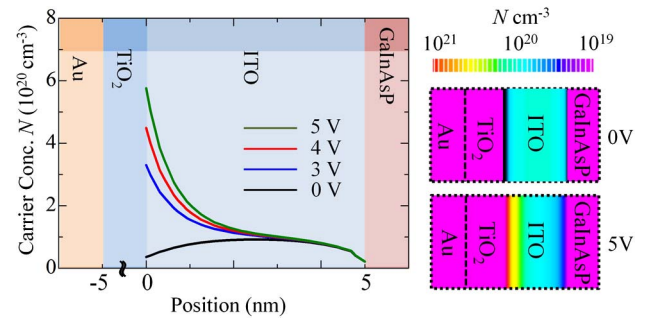 8
6
4
2
0
Carrier Conc. N (10²⁰ cm⁻³)
Au
TiO₂
ITO
GaInAsP
5 V
4 V
3 V
0 V
-5
0
5
Position (nm)
N cm⁻³
10²¹ 10²⁰ 10¹⁹
Au
TiO₂
ITO
GaInAsP
0V
Au
TiO₂
ITO
GaInAsP
5V